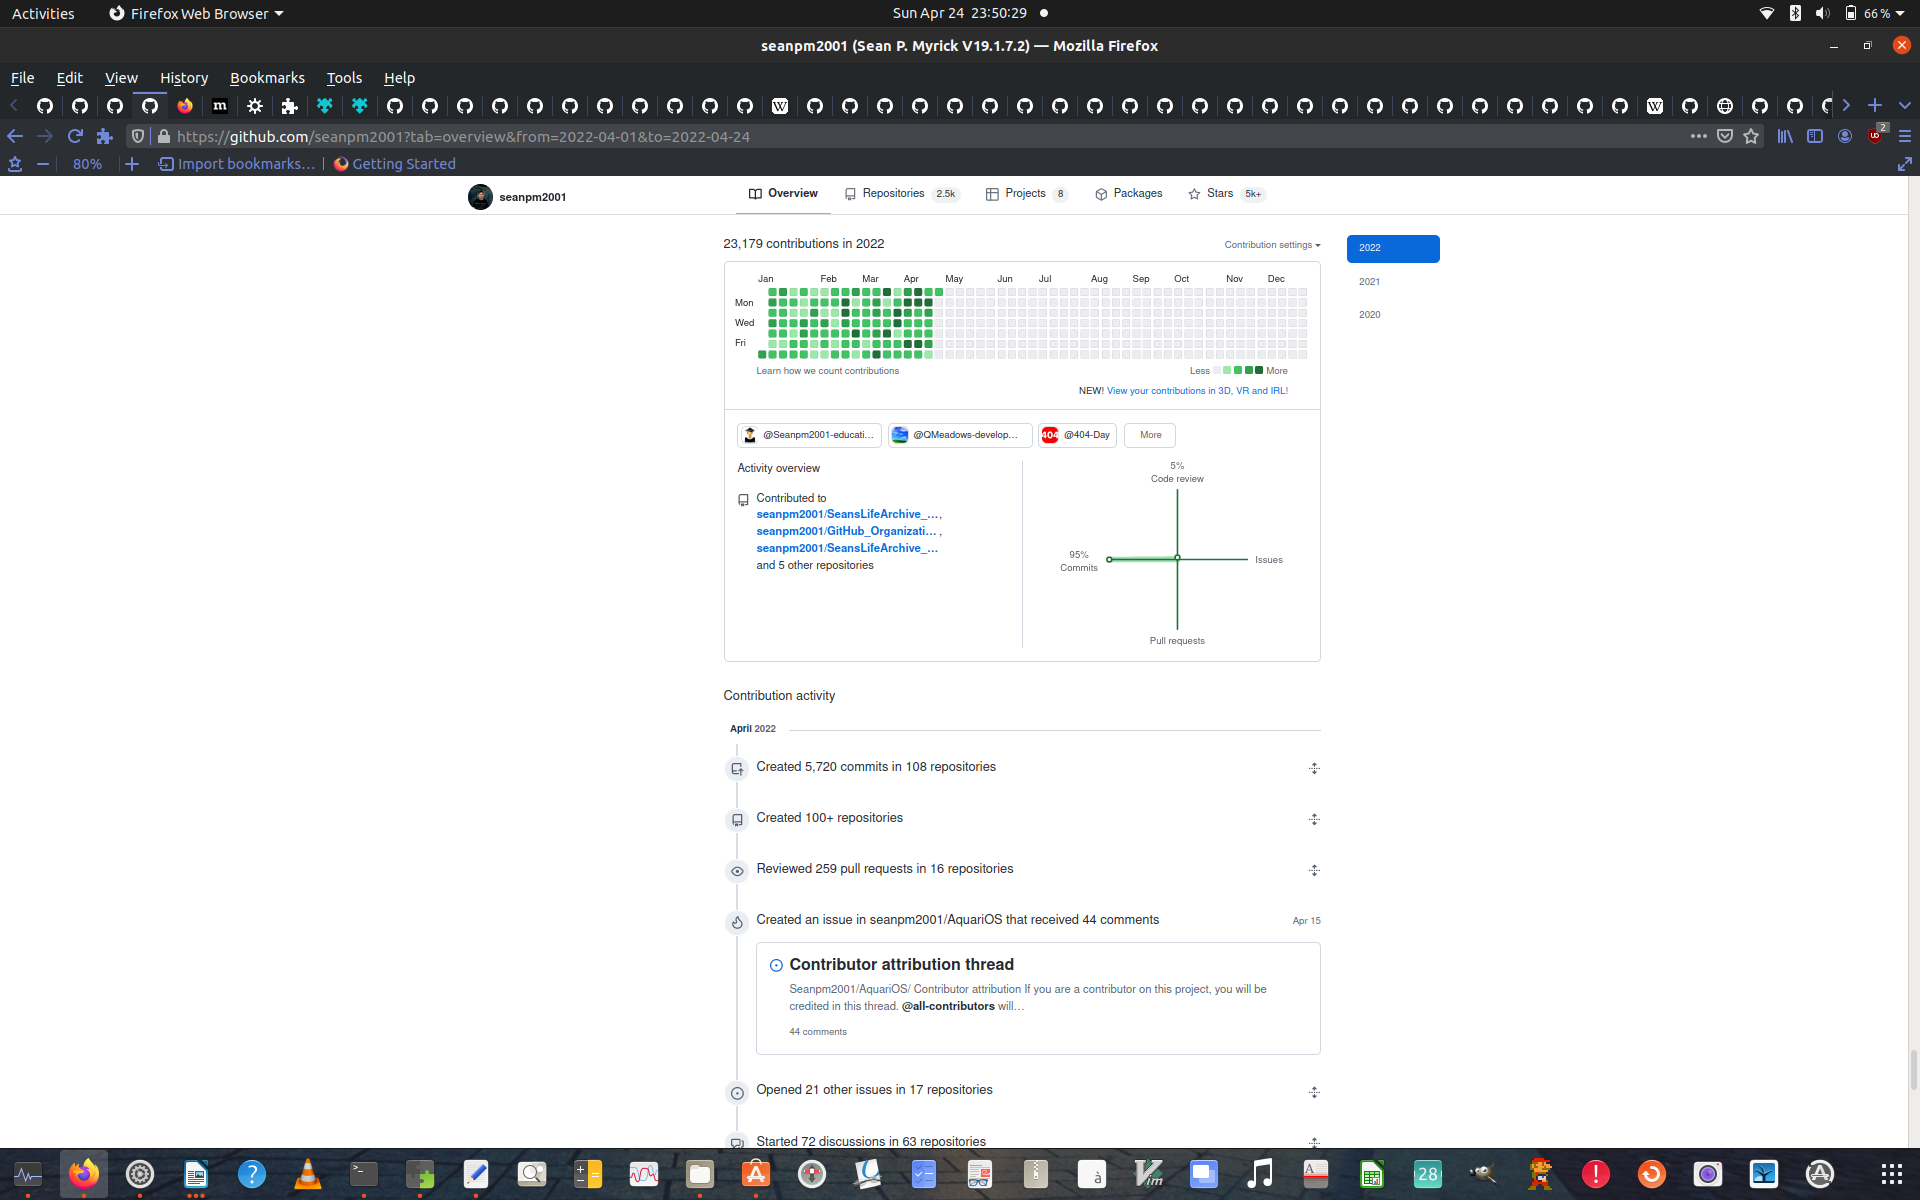 Activities
Firefox Web Browser
Sun Apr 24 23:50:29
66 %
seanpm2001 (Sean P. Myrick V19.1.7.2) — Mozilla Firefox
File Edit View History Bookmarks Tools Help
https://github.com/seanpm2001?tab=overview&from=2022-04-01&to=2022-04-24
2
80%
Import bookmarks...
Getting Started
seanpm2001
Overview
Repositories 2.5k
Projects 8
Packages
Stars 5k+
23,179 contributions in 2022
Contribution settings
2022
2021
2020
Jan Feb Mar Apr May Jun Jul Aug Sep Oct Nov Dec
Mon
Wed
Fri
Learn how we count contributions
Less
More
NEW! View your contributions in 3D, VR and IRL!
@Seanpm2001-educati...
@QMeadows-develop...
404 @404-Day
More
Activity overview
Contributed to
seanpm2001/SeansLifeArchive_... ,
seanpm2001/GitHub_Organizati... ,
seanpm2001/SeansLifeArchive_...
and 5 other repositories
5%
Code review
95%
Commits
Issues
Pull requests
Contribution activity
April 2022
Created 5,720 commits in 108 repositories
Created 100+ repositories
Reviewed 259 pull requests in 16 repositories
Created an issue in seanpm2001/AquariOS that received 44 comments
Apr 15
Contributor attribution thread
Seanpm2001/AquariOS/ Contributor attribution If you are a contributor on this project, you will be
credited in this thread. @all-contributors will...
44 comments
Opened 21 other issues in 17 repositories
Started 72 discussions in 63 repositories
28